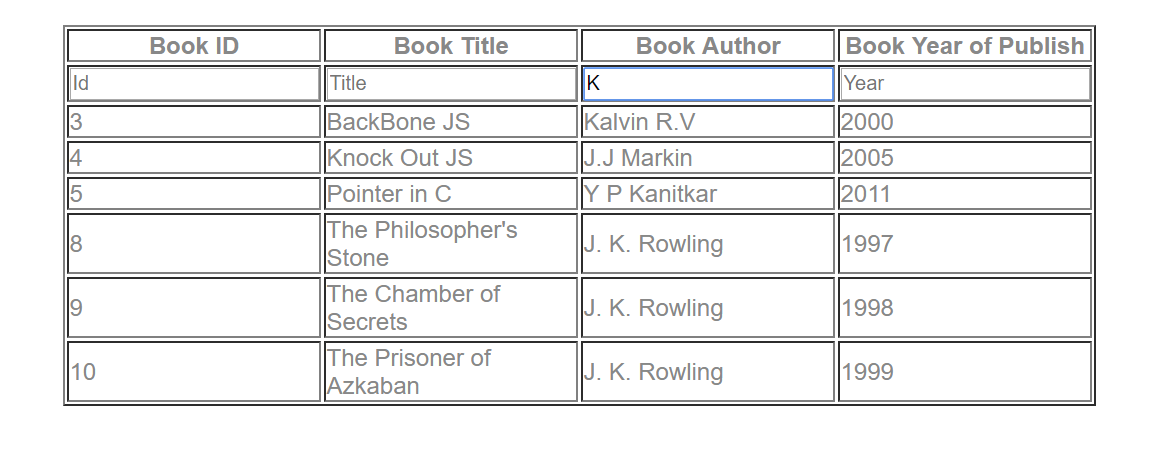 Book ID Book Title Book Author Book Year of Publish
Id Title K Year
3 BackBone JS Kalvin R.V 2000
4 Knock Out JS J.J Markin 2005
5 Pointer in C Y P Kanitkar 2011
8 The Philosopher's Stone J. K. Rowling 1997
9 The Chamber of Secrets J. K. Rowling 1998
10 The Prisoner of Azkaban J. K. Rowling 1999